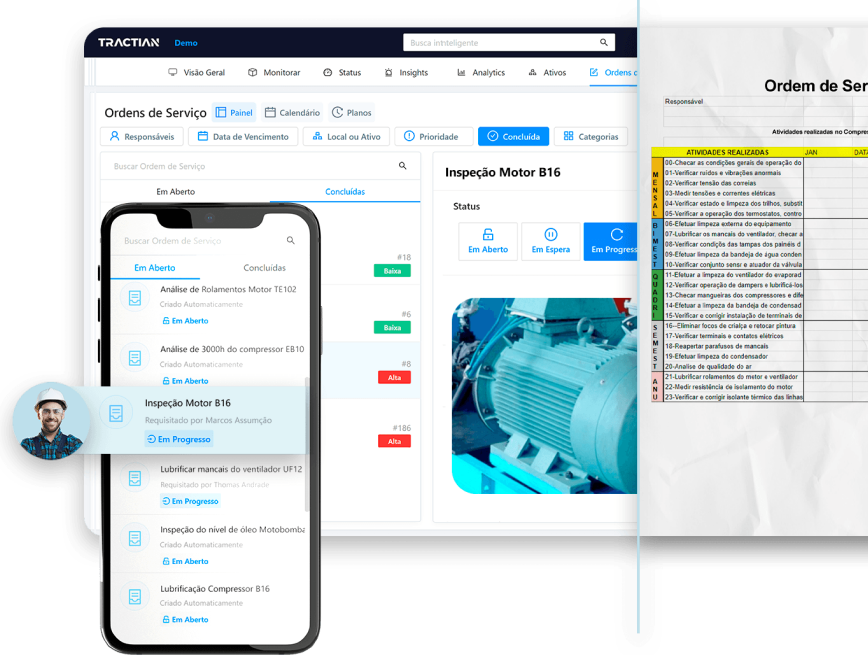 TRACTIAN Demo Busca inteligente
Visão Geral Monitorar Status Insights Analytics Ativos Ordens
Ordens de Serviço Painel Calendário Planos
Responsáveis Data de Vencimento Local ou Ativo Prioridade Concluída Categorias
Buscar Ordem de Serviço
Em Aberto Concluídas
#18
Baixa
#6
Baixa
#8
Alta
#186
Alta
Inspeção Motor B16
Status
Em Aberto Em Espera Em Progress
Buscar Ordem de Serviço
Em Aberto Concluídas
Análise de Rolamentos Motor TE102
Criado Automaticamente
Em Aberto
Análise de 3000h do compressor EB10
Criado Automaticamente
Em Aberto
Inspeção Motor B16
Requisitado por Marcos Assumção
Em Progresso
Lubrificar mancais do ventilador UF12
Requisitado por Thomas Andrade
Em Progresso
Inspeção do nível de óleo Motobomba
Criado Automaticamente
Em Aberto
Lubrificação Compressor B16
Criado Automaticamente
Em Aberto
Ordem de Ser
Responsável
Atividades realizadas no Compre
ATIVIDADES REALIZADAS JAN DATA
MENSAL
00-Checar as condições gerais de operação do
01-Verificar ruídos e vibrações anormais
02-Verificar tensão das correias
03-Medir tensões e correntes elétricas
04-Verificar estado e limpeza dos trilhos, substit
05-Verificar a operação dos termostatos, contro
BIMEST
06-Efetuar limpeza externa do equipamento
07-Lubrificar os mancais do ventilador, checar a
08-Verificar condição das tampas dos painéis d
09-Efetuar limpeza da bandeja de água conden
10-Verificar conjunto sensr e atuador da válvula
QUADRI
11-Efetuar a limpeza do ventilador do evaporad
12-Verificar operação de dampers e lubrificá-los
13-Checar mangueiras dos compressores e dife
14-Efetuar a limpeza da bandeja de condensad
15-Verificar e corrigir instalação de terminais de
SEMEST
16--Eliminar focos de
e retocar pintura
17-Verificar terminais e contatos elétricos
18-Reapertar parafusos de mancais
19-Efetuar limpeza do condensador
20-Analise de qualidade do ar
ANU
21-Lubrificar rolamentos do motor e ventilador
22-Medir resistência de isolamento do motor
23-Verificar e corrigir isolante térmico das linhas